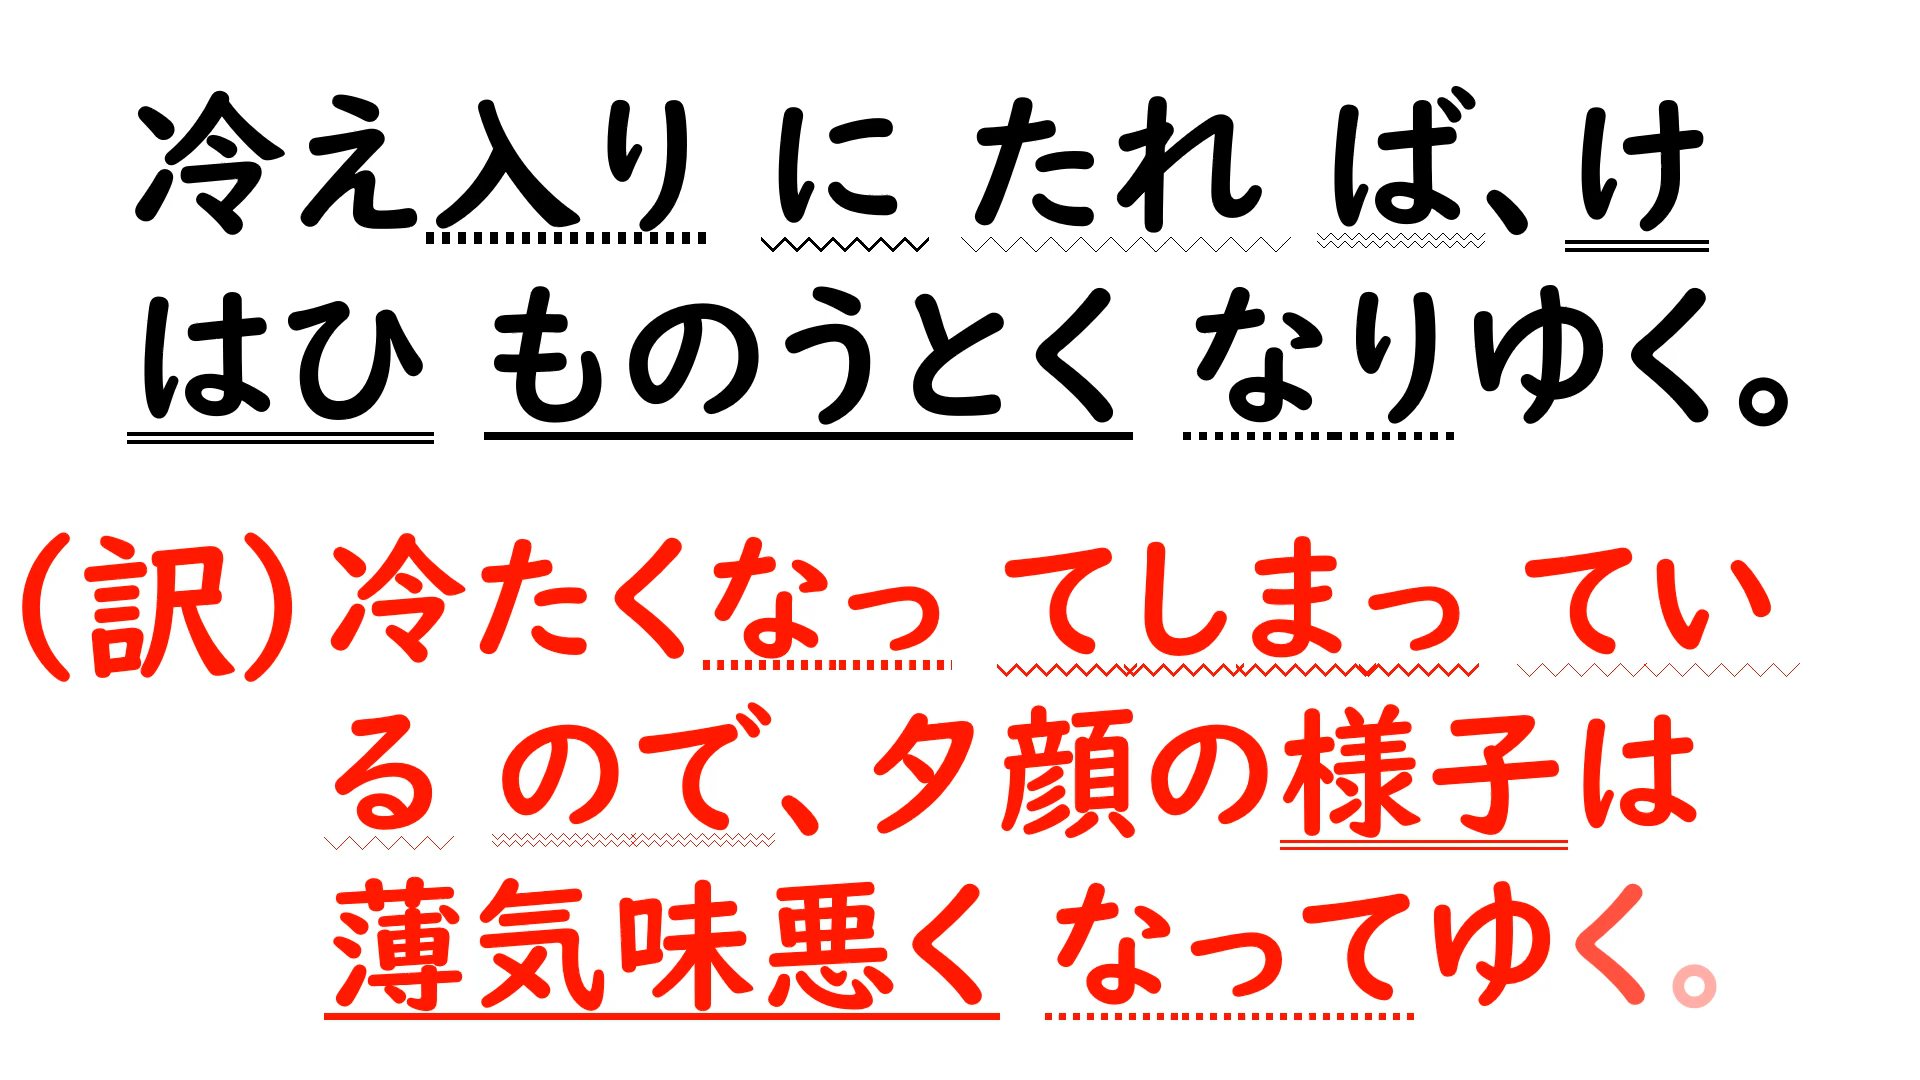 冷え入り に たれ ば、け
はひ ものうとく なりゆく。
（訳）冷たくなっ てしまっ てい
る ので、夕顔の様子は
薄気味悪く なってゆく。